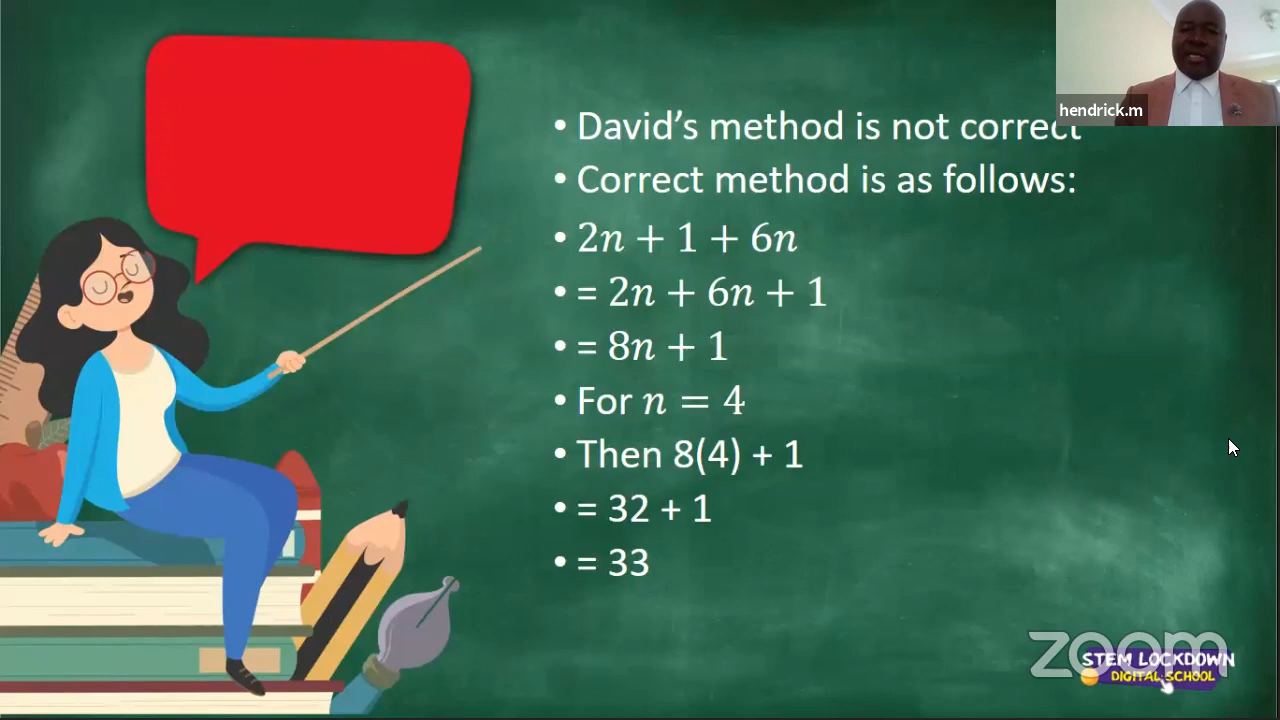 hendrick.m
• David’s method is not correct
• Correct method is as follows:
• 2n + 1 + 6n
• = 2n + 6n + 1
• = 8n + 1
• For n = 4
• Then 8(4) + 1
• = 32 + 1
• = 33
zoom
STEM LOCKDOWN
DIGITAL SCHOOL